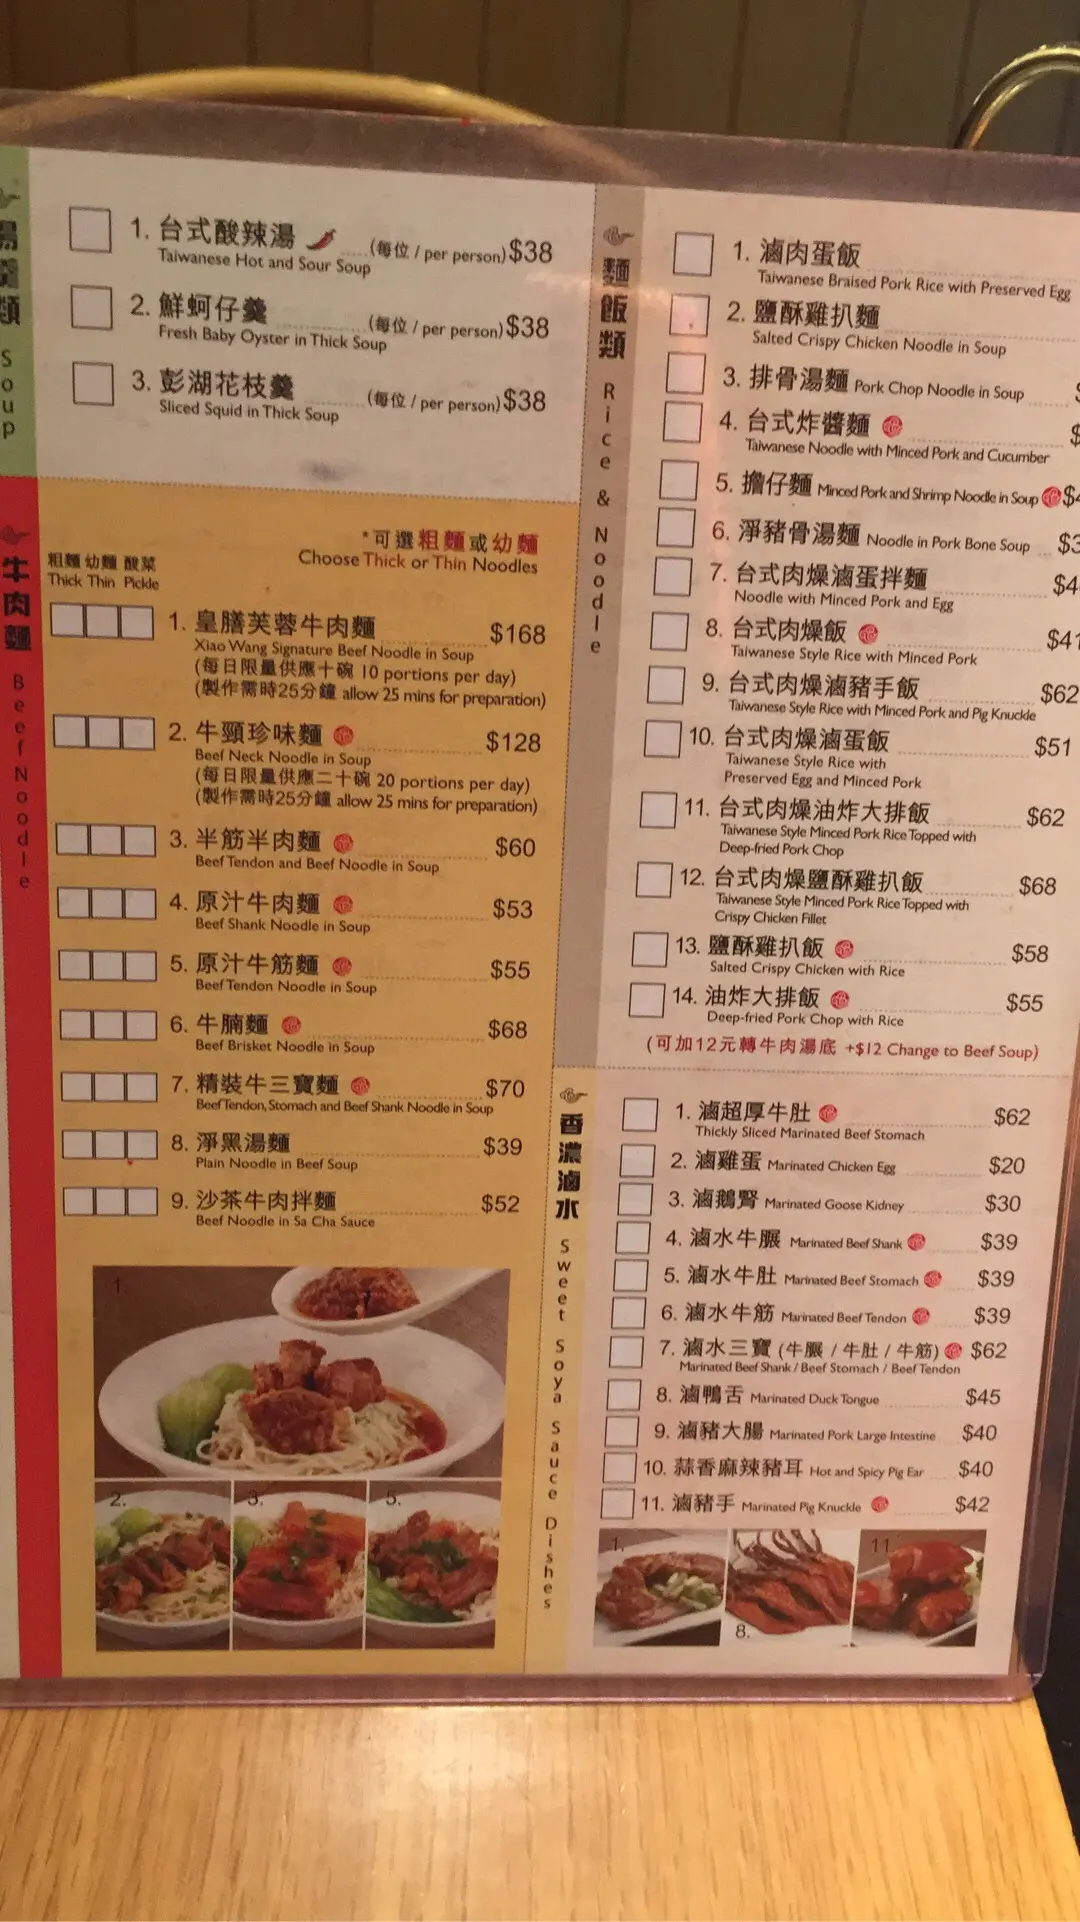 湯羹類 Soup
1. 台式酸辣湯 (每位 / per person) $38
Taiwanese Hot and Sour Soup
2. 鮮蚵仔羹 (每位 / per person) $38
Fresh Baby Oyster in Thick Soup
3. 彭湖花枝羹 (每位 / per person) $38
Sliced Squid in Thick Soup
牛肉麵 Beef Noodle
*可選粗麵或幼麵
Choose Thick or Thin Noodles
粗麵 幼麵 酸菜
Thick Thin Pickle
1. 皇膳芙蓉牛肉麵 $168
Xiao Wang Signature Beef Noodle in Soup
(每日限量供應十碗 10 portions per day)
(製作需時25分鐘 allow 25 mins for preparation)
2. 牛頸珍味麵 $128
Beef Neck Noodle in Soup
(每日限量供應二十碗 20 portions per day)
(製作需時25分鐘 allow 25 mins for preparation)
3. 半筋半肉麵 $60
Beef Tendon and Beef Noodle in Soup
4. 原汁牛肉麵 $53
Beef Shank Noodle in Soup
5. 原汁牛筋麵 $55
Beef Tendon Noodle in Soup
6. 牛腩麵 $68
Beef Brisket Noodle in Soup
7. 精裝牛三寶麵 $70
Beef Tendon, Stomach and Beef Shank Noodle in Soup
8. 淨黑湯麵 $39
Plain Noodle in Beef Soup
9. 沙茶牛肉拌麵 $52
Beef Noodle in Sa Cha Sauce
1.
2. 3. 5.
麵飯類 Rice & Noodle
1. 滷肉蛋飯
Taiwanese Braised Pork Rice with Preserved Egg
2. 鹽酥雞扒麵
Salted Crispy Chicken Noodle in Soup
3. 排骨湯麵 Pork Chop Noodle in Soup
4. 台式炸醬麵 $
Taiwanese Noodle with Minced Pork and Cucumber
5. 擔仔麵 Minced Pork and Shrimp Noodle in Soup $4
6. 淨豬骨湯麵 Noodle in Pork Bone Soup $3
7. 台式肉燥滷蛋拌麵 $4
Noodle with Minced Pork and Egg
8. 台式肉燥飯 $41
Taiwanese Style Rice with Minced Pork
9. 台式肉燥滷豬手飯 $62
Taiwanese Style Rice with Minced Pork and Pig Knuckle
10. 台式肉燥滷蛋飯 $51
Taiwanese Style Rice with
Preserved Egg and Minced Pork
11. 台式肉燥油炸大排飯 $62
Taiwanese Style Minced Pork Rice Topped with
Deep-fried Pork Chop
12. 台式肉燥鹽酥雞扒飯 $68
Taiwanese Style Minced Pork Rice Topped with
Crispy Chicken Fillet
13. 鹽酥雞扒飯 $58
Salted Crispy Chicken with Rice
14. 油炸大排飯 $55
Deep-fried Pork Chop with Rice
(可加12元轉牛肉湯底 +$12 Change to Beef Soup)
香濃滷水 Sweet Soya Sauce Dishes
1. 滷超厚牛肚 $62
Thickly Sliced Marinated Beef Stomach
2. 滷雞蛋 Marinated Chicken Egg $20
3. 滷鵝腎 Marinated Goose Kidney $30
4. 滷水牛𦟌 Marinated Beef Shank $39
5. 滷水牛肚 Marinated Beef Stomach $39
6. 滷水牛筋 Marinated Beef Tendon $39
7. 滷水三寶 (牛𦟌 / 牛肚 / 牛筋) $62
Marinated Beef Shank / Beef Stomach / Beef Tendon
8. 滷鴨舌 Marinated Duck Tongue $45
9. 滷豬大腸 Marinated Pork Large Intestine $40
10. 蒜香麻辣豬耳 Hot and Spicy Pig Ear $40
11. 滷豬手 Marinated Pig Knuckle $42
1. 8. 11.